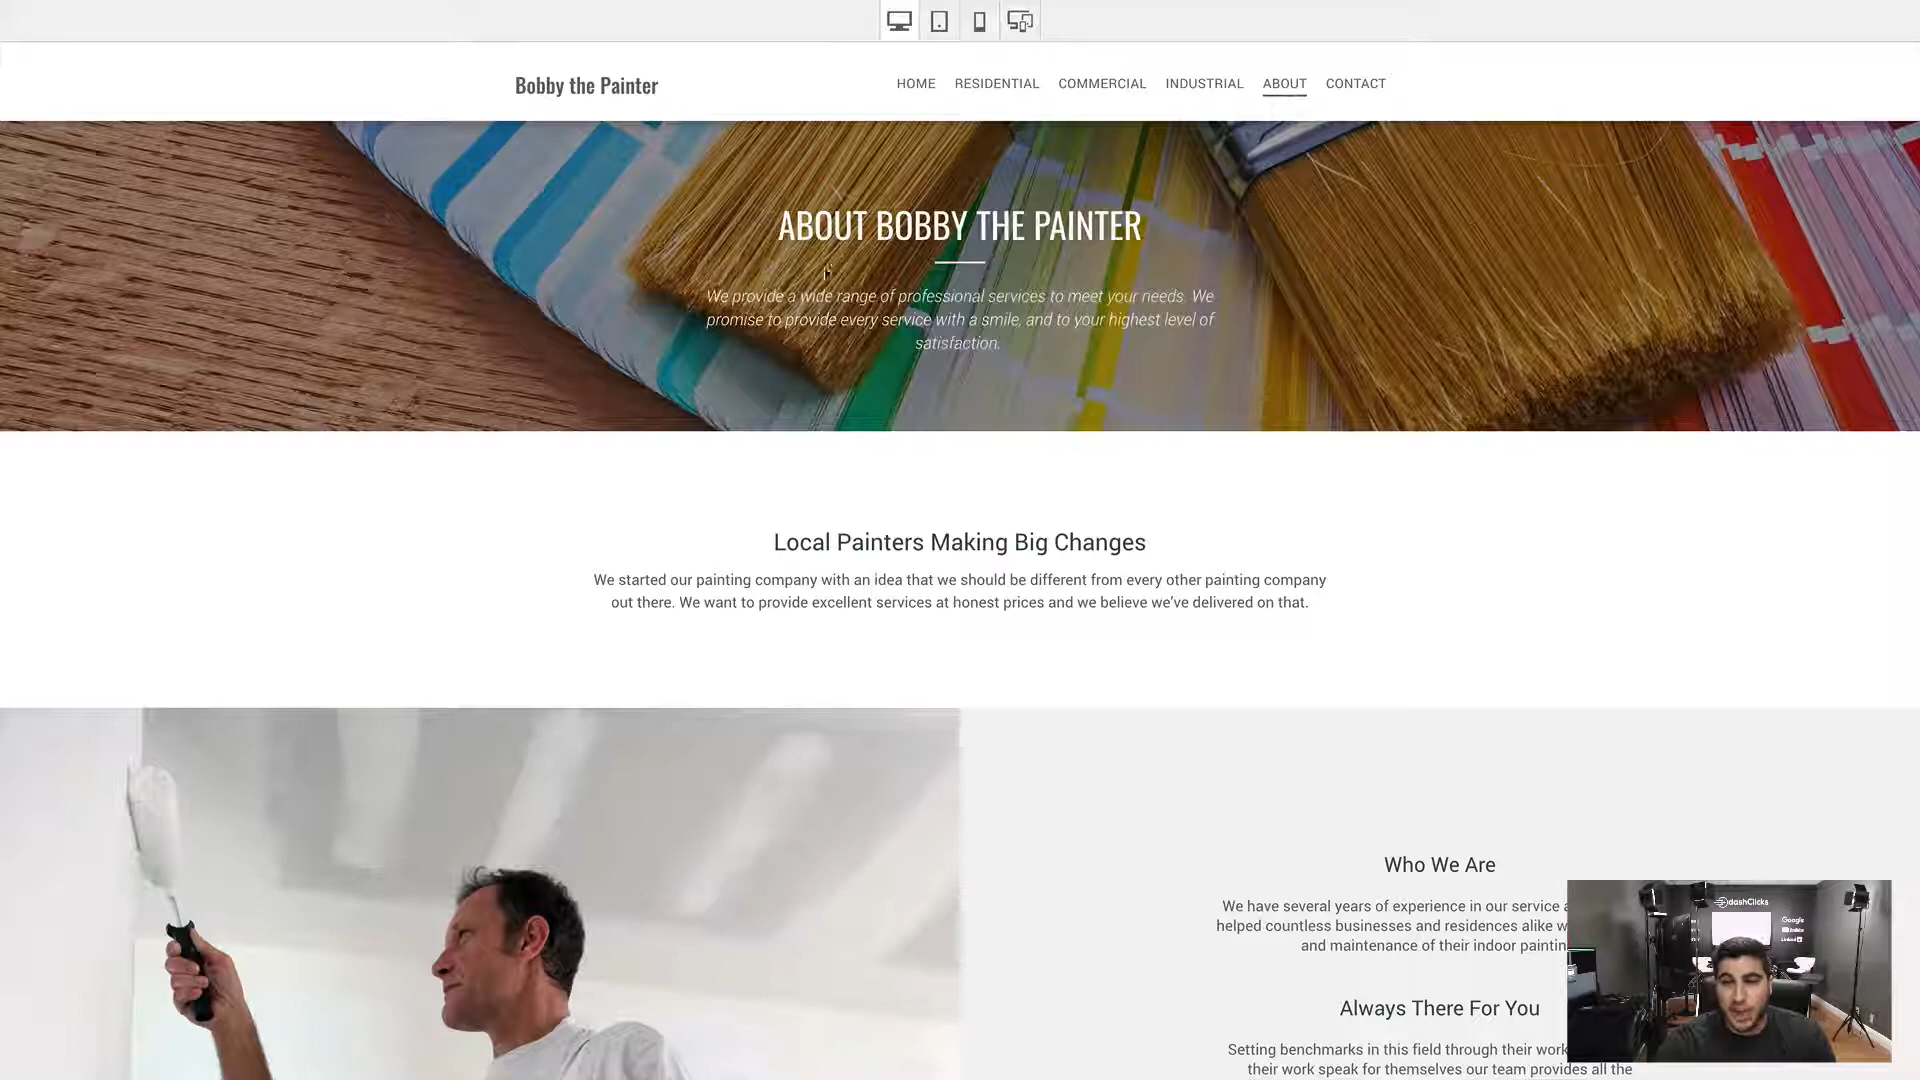 Bobby the Painter
HOME RESIDENTIAL COMMERCIAL INDUSTRIAL ABOUT CONTACT
ABOUT BOBBY THE PAINTER
We provide a wide range of professional services to meet your needs. We
promise to provide every service with a smile, and to your highest level of
satisfaction.
Local Painters Making Big Changes
We started our painting company with an idea that we should be different from every other painting company
out there. We want to provide excellent services at honest prices and we believe we've delivered on that.
Who We Are
We have several years of experience in our service
helped countless businesses and residences alike
and maintenance of their indoor
Always There For You
Setting benchmarks in this field through their work
their work speak for themselves our team provides all the
dashClicks
Google
YouTube
LinkedIn